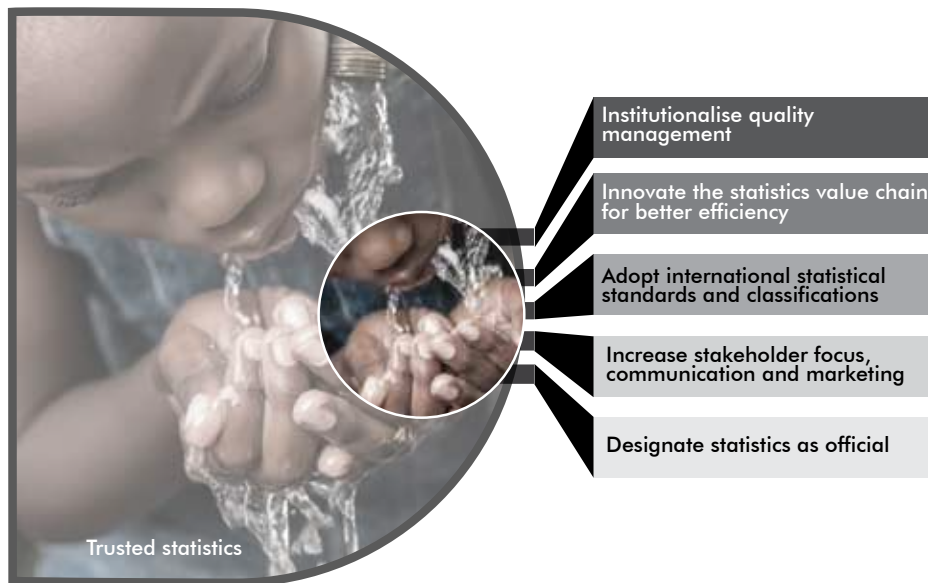 Institutionalise quality
management
Innovate the statistics value chain
for better efficiency
Adopt international statistical
standards and classifications
Increase stakeholder focus,
communication and marketing
Designate statistics as official
Trusted statistics